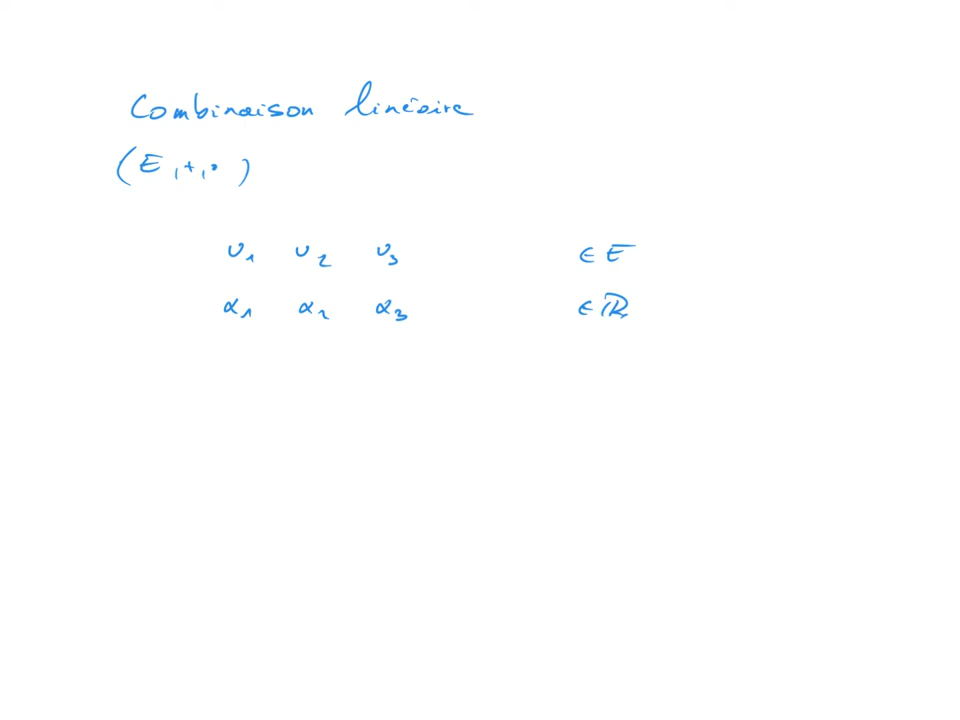 Combinaison linéaire
(E, +, ·)
v₁ v₂ v₃ ∈ E
α₁ α₂ α₃ ∈ ℝ